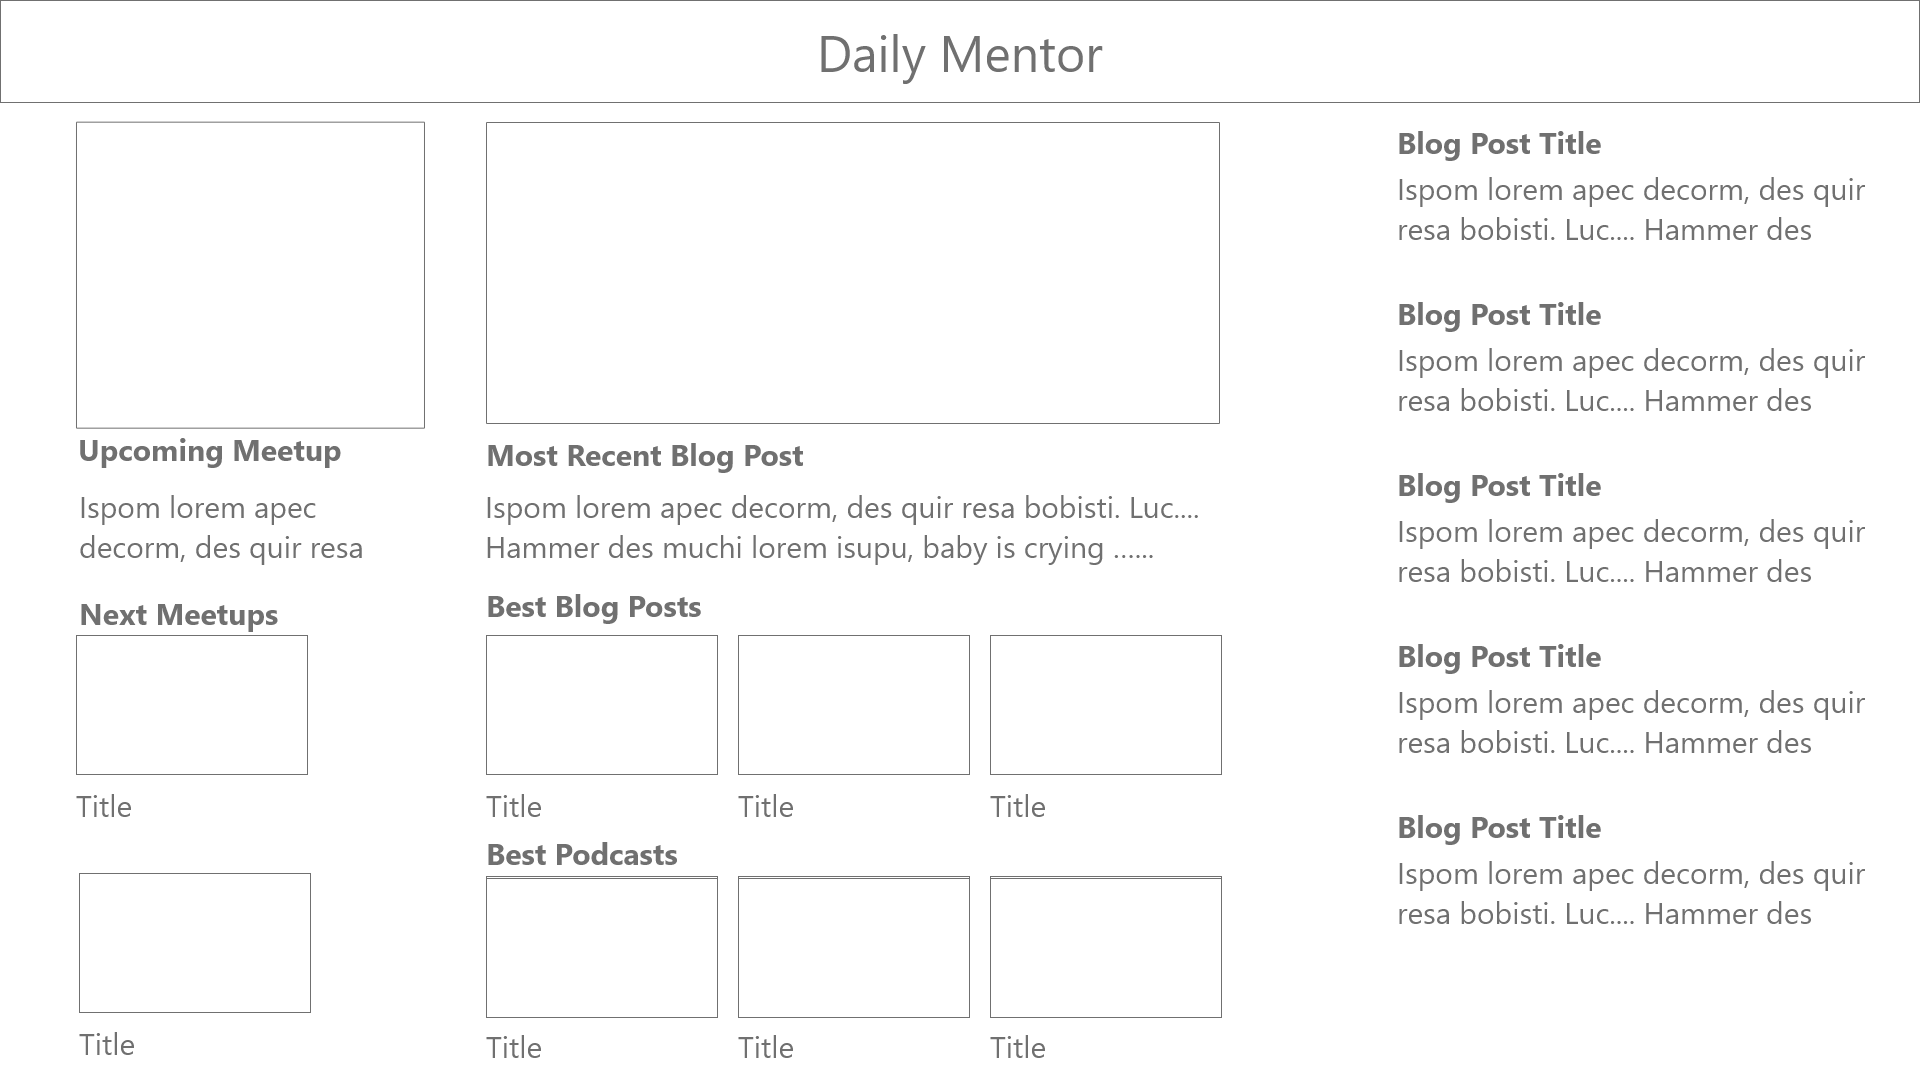 Daily Mentor
Upcoming Meetup
Ispom lorem apec
decorm, des quir resa
Next Meetups
Title
Title
Most Recent Blog Post
Ispom lorem apec decorm, des quir resa bobisti. Luc....
Hammer des muchi lorem isupu, baby is crying ......
Best Blog Posts
Title
Title
Title
Best Podcasts
Title
Title
Title
Blog Post Title
Ispom lorem apec decorm, des quir
resa bobisti. Luc.... Hammer des
Blog Post Title
Ispom lorem apec decorm, des quir
resa bobisti. Luc.... Hammer des
Blog Post Title
Ispom lorem apec decorm, des quir
resa bobisti. Luc.... Hammer des
Blog Post Title
Ispom lorem apec decorm, des quir
resa bobisti. Luc.... Hammer des
Blog Post Title
Ispom lorem apec decorm, des quir
resa bobisti. Luc.... Hammer des